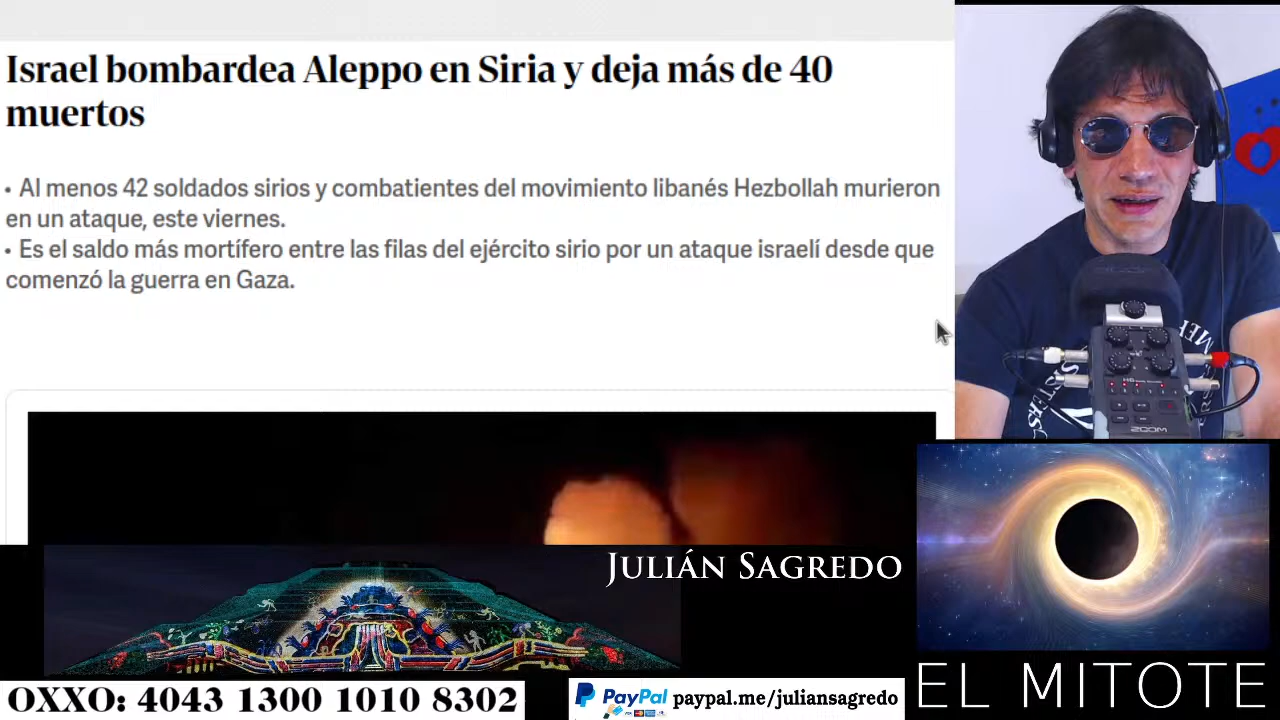 Israel bombardea Aleppo en Siria y deja más de 40
muertos
• Al menos 42 soldados sirios y combatientes del movimiento libanés Hezbollah murieron
en un ataque, este viernes.
• Es el saldo más mortífero entre las filas del ejército sirio por un ataque israelí desde que
comenzó la guerra en Gaza.
zoom
JULIÁN SAGREDO
OXXO: 4043 1300 1010 8302
PayPal paypal.me/juliansagredo
EL MITOTE